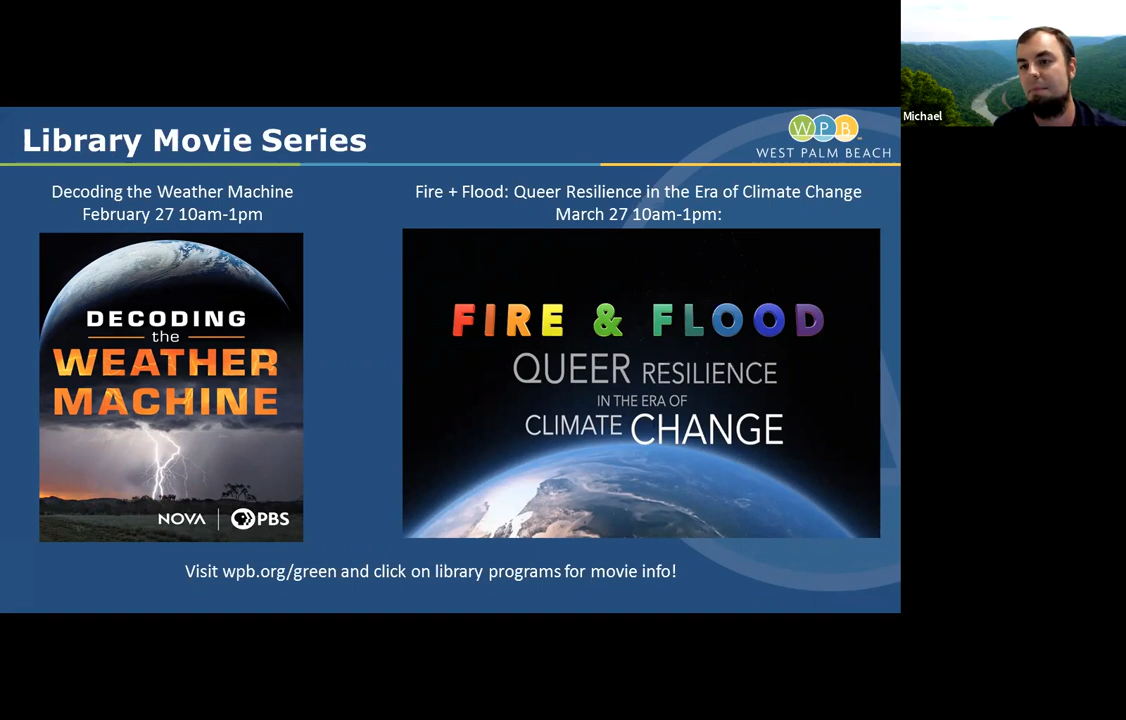 Library Movie Series
WPB
WEST PALM BEACH
Decoding the Weather Machine
February 27 10am-1pm
DECODING
the
WEATHER
MACHINE
NOVA
PBS
Fire + Flood: Queer Resilience in the Era of Climate Change
March 27 10am-1pm:
FIRE & FLOOD
QUEER RESILIENCE
IN THE ERA OF
CLIMATE CHANGE
Visit wpb.org/green and click on library programs for movie info!
Michael